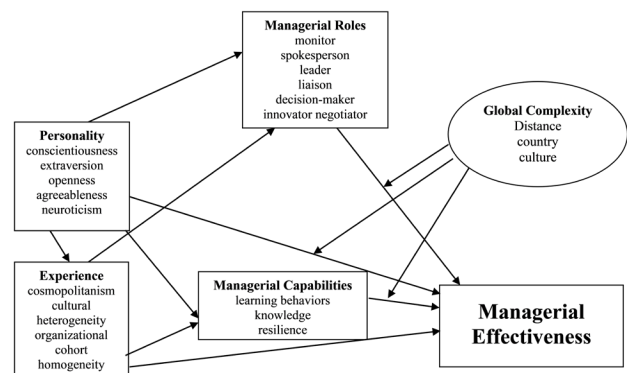 Managerial Roles
monitor
spokesperson
leader
liaison
decision-maker
innovator negotiator
Global Complexity
Distance
country
culture
Personality
conscientiousness
extraversion
openness
agreeableness
neuroticism
Experience
cosmopolitanism
cultural
heterogeneity
organizational
cohort
homogeneity
Managerial Capabilities
learning behaviors
knowledge
resilience
Managerial
Effectiveness